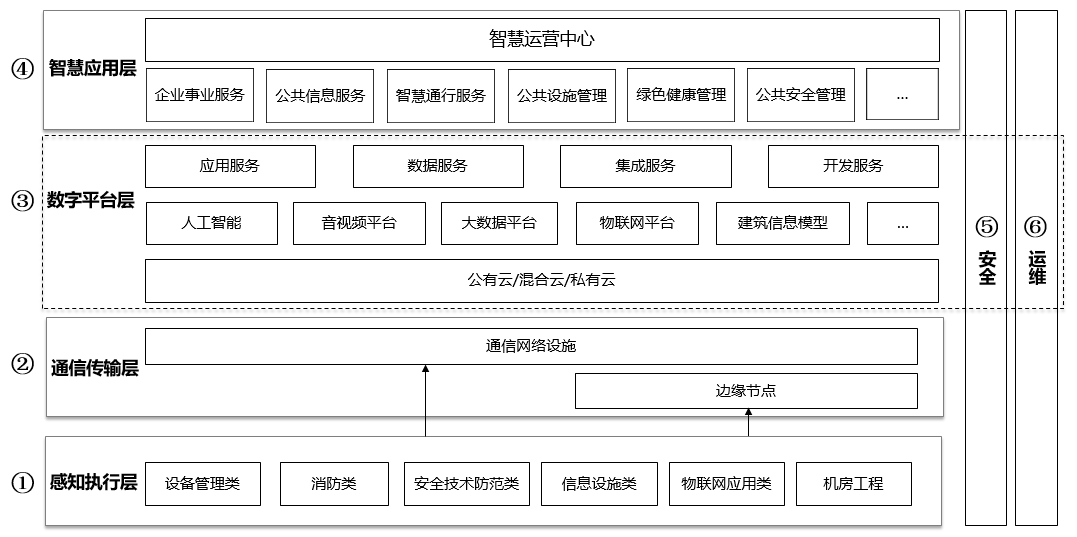 ④ 智慧应用层
智慧运营中心
企业事业服务 公共信息服务 智慧通行服务 公共设施管理 绿色健康管理 公共安全管理 ...
③ 数字平台层
应用服务 数据服务 集成服务 开发服务
人工智能 音视频平台 大数据平台 物联网平台 建筑信息模型 ...
公有云/混合云/私有云
② 通信传输层
通信网络设施
边缘节点
① 感知执行层
设备管理类 消防类 安全技术防范类 信息设施类 物联网应用类 机房工程
⑤ 安全
⑥ 运维